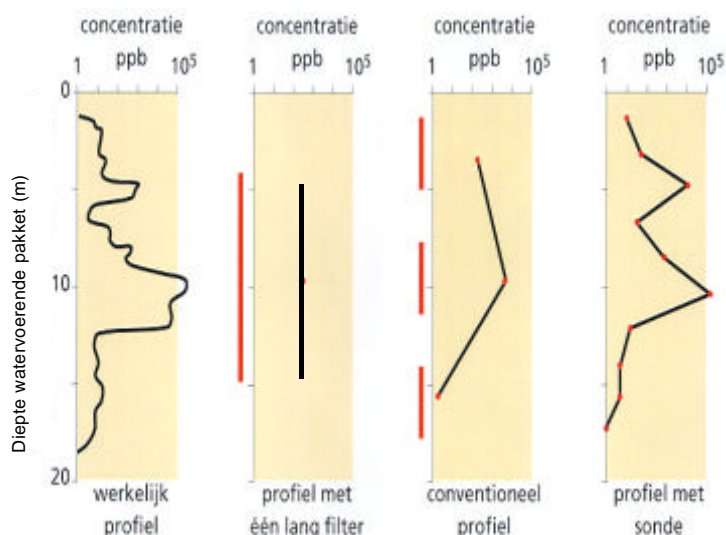 concentratie concentratie concentratie concentratie
ppb ppb ppb ppb
1 10⁵ 1 10⁵ 1 10⁵ 1 10⁵
0
Diepte watervoerende pakket (m)
10
20
werkelijk profiel met conventioneel profiel met
profiel één lang filter profiel sonde